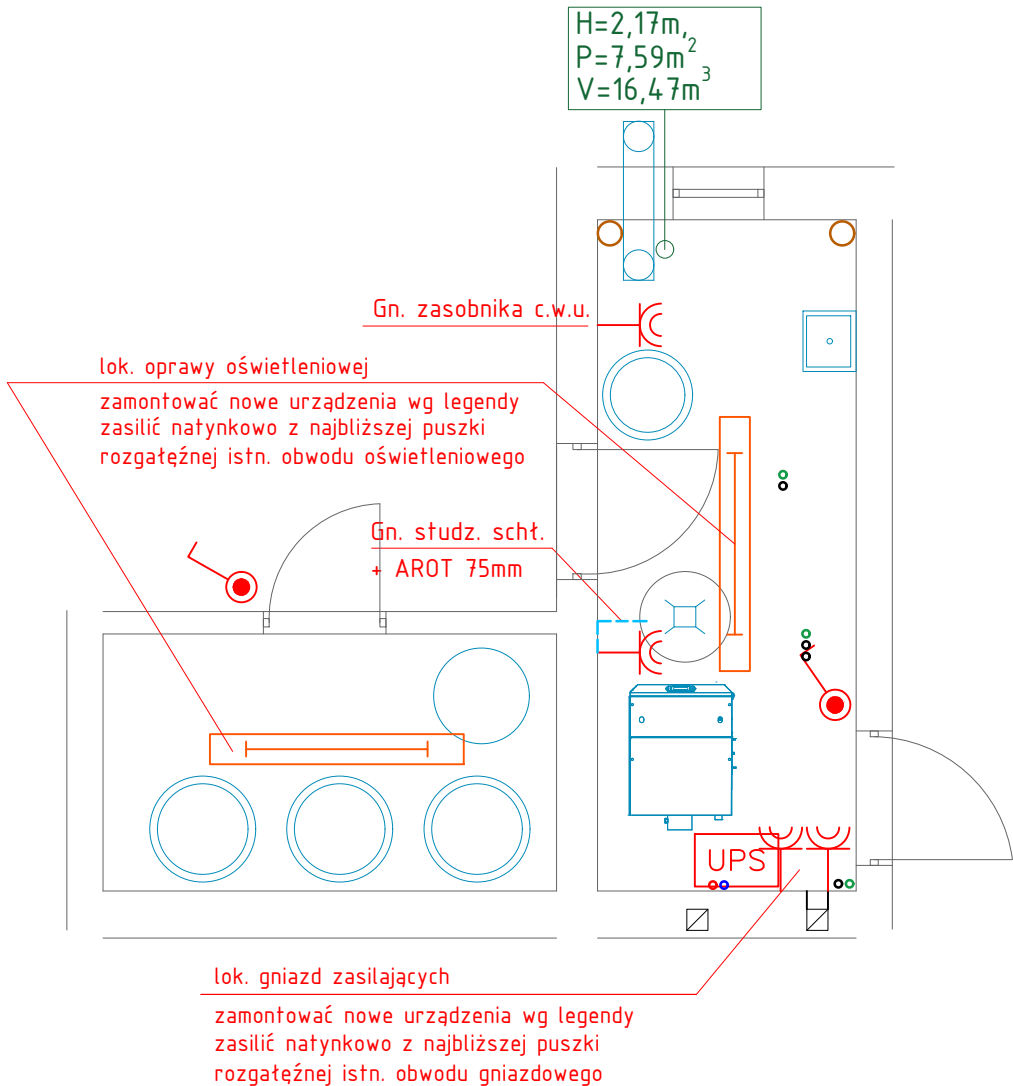 H=2,17m,
P=7,59m²
V=16,47m³
Gn. zasobnika c.w.u.
lok. oprawy oświetleniowej
zamontować nowe urządzenia wg legendy
zasilić natynkowo z najbliższej puszki
rozgałęźnej istn. obwodu oświetleniowego
Gn. studz. schł.
+ AROT 75mm
UPS
lok. gniazd zasilających
zamontować nowe urządzenia wg legendy
zasilić natynkowo z najbliższej puszki
rozgałęźnej istn. obwodu gniazdowego